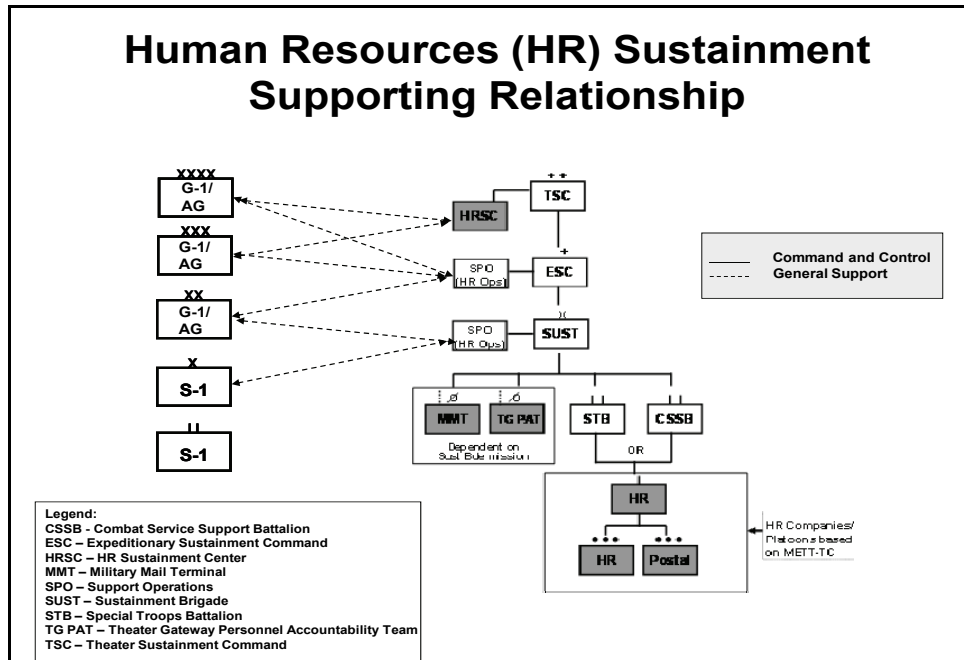 Human Resources (HR) Sustainment
Supporting Relationship
XXXX
G-1/
AG
XXX
G-1/
AG
XX
G-1/
AG
X
S-1
II
S-1
++
TSC
HRSC
+
ESC
SPO
(HR Ops)
SUST
SPO
(HR Ops)
Command and Control
General Support
MMT
TG PAT
Dependent on
Sust Bde mission
STB
CSSB
OR
HR
HR
Postal
HR Companies/
Platoons based
on METT-TC
Legend:
CSSB - Combat Service Support Battalion
ESC – Expeditionary Sustainment Command
HRSC – HR Sustainment Center
MMT – Military Mail Terminal
SPO – Support Operations
SUST – Sustainment Brigade
STB – Special Troops Battalion
TG PAT – Theater Gateway Personnel Accountability Team
TSC – Theater Sustainment Command